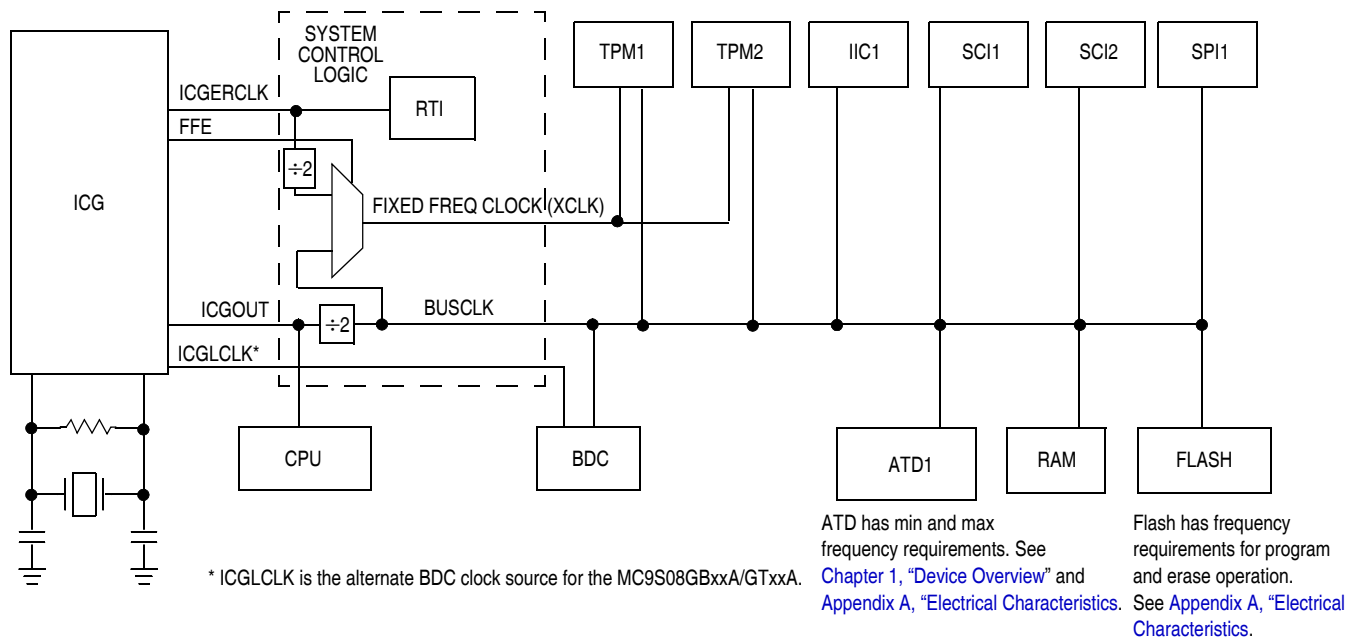 SYSTEM
CONTROL
LOGIC
TPM1
TPM2
IIC1
SCI1
SCI2
SPI1
ICGERCLK
RTI
FFE
÷2
ICG
FIXED FREQ CLOCK (XCLK)
ICGOUT
÷2
BUSCLK
ICGLCLK*
CPU
BDC
ATD1
RAM
FLASH
ATD has min and max
frequency requirements. See
Chapter 1, “Device Overview” and
Appendix A, “Electrical Characteristics.
Flash has frequency
requirements for program
and erase operation.
See Appendix A, “Electrical
Characteristics.
* ICGLCLK is the alternate BDC clock source for the MC9S08GBxxA/GTxxA.